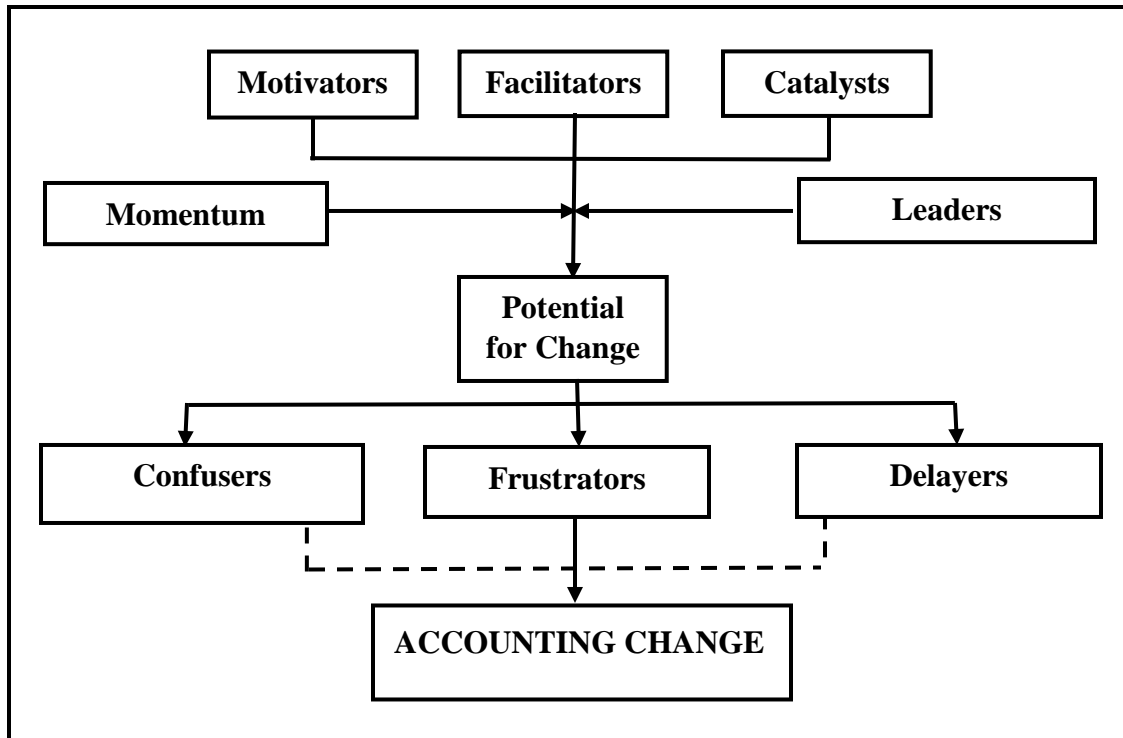 Motivators
Facilitators
Catalysts
Momentum
Leaders
Potential
for Change
Confusers
Frustrators
Delayers
ACCOUNTING CHANGE